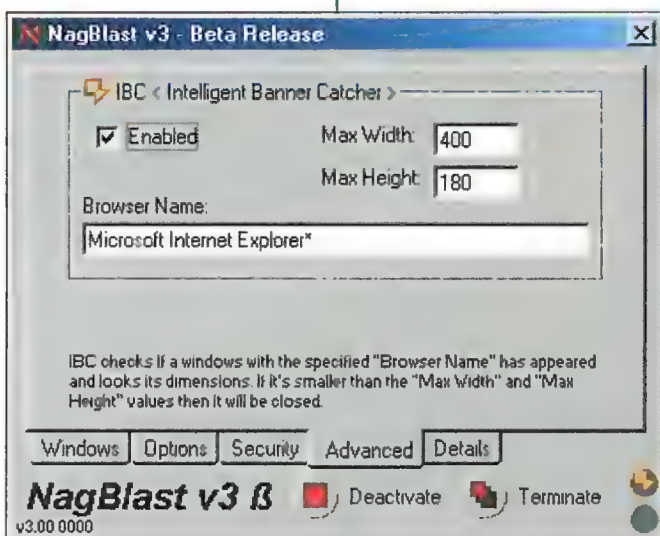 NagBlast v3 - Beta Release
IBC < Intelligent Banner Catcher >
Enabled
Max Width: 400
Max Height: 180
Browser Name:
Microsoft Internet Explorer*
IBC checks if a windows with the specified "Browser Name" has appeared
and looks its dimensions. If it's smaller than the "Max Width" and "Max
Height" values then it will be closed.
Windows Options Security Advanced Details
NagBlast v3 ß Deactivate Terminate
v3.00 0000